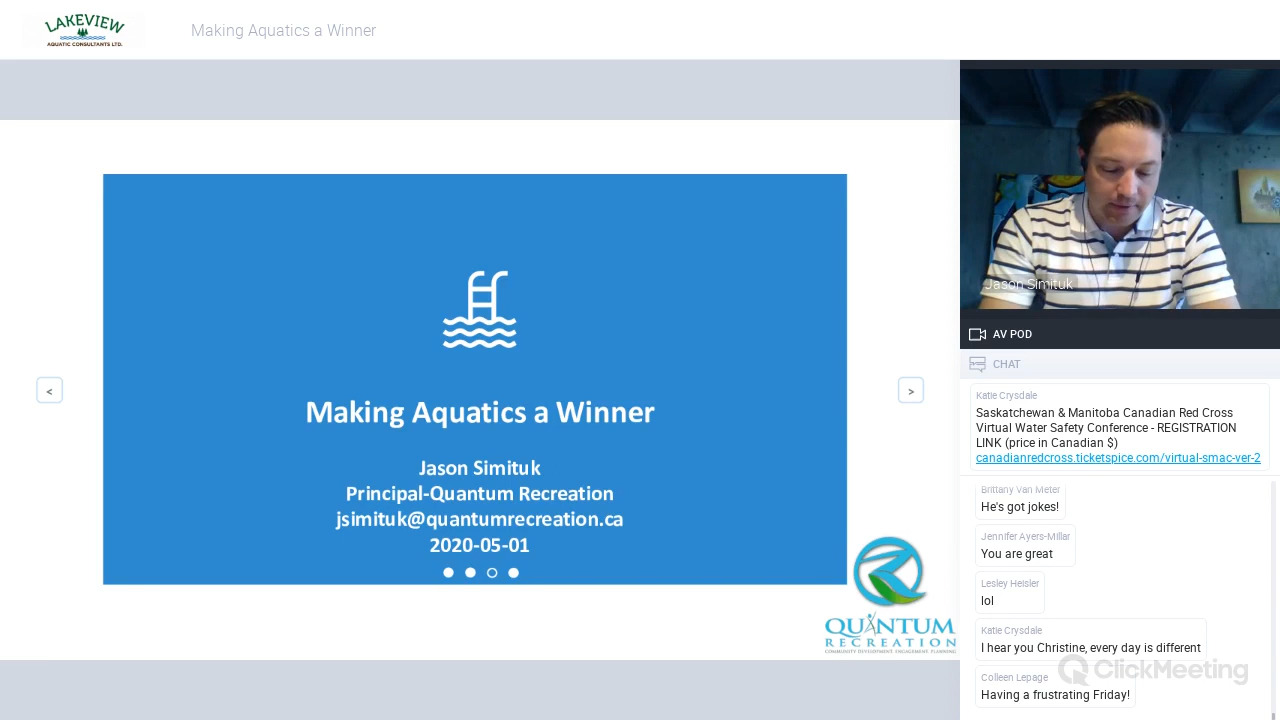 LAKEVIEW
AQUATIC CONSULTANTS LTD.
Making Aquatics a Winner
<
>
Making Aquatics a Winner
Jason Simituk
Principal-Quantum Recreation
jsimituk@quantumrecreation.ca
2020-05-01
QUANTUM
RECREATION
COMMUNITY DEVELOPMENT. ENGAGEMENT. PLANNING
Jason Simituk
AV POD
CHAT
Katie Crysdale
Saskatchewan & Manitoba Canadian Red Cross
Virtual Water Safety Conference - REGISTRATION
LINK (price in Canadian $)
canadianredcross.ticketspice.com/virtual-smac-ver-2
Brittany Van Meter
He's got jokes!
Jennifer Ayers-Millar
You are great
Lesley Heisler
lol
Katie Crysdale
I hear you Christine, every day is different
ClickMeeting
Colleen Lepage
Having a frustrating Friday!